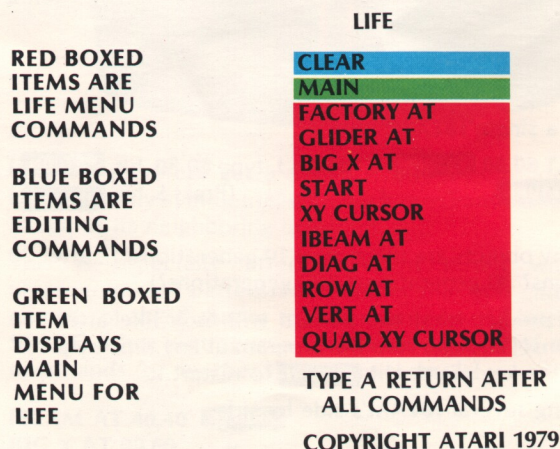 LIFE
RED BOXED
ITEMS ARE
LIFE MENU
COMMANDS
BLUE BOXED
ITEMS ARE
EDITING
COMMANDS
GREEN BOXED
ITEM
DISPLAYS
MAIN
MENU FOR
LIFE
CLEAR
MAIN
FACTORY AT
GLIDER AT
BIG X AT
START
XY CURSOR
IBEAM AT
DIAG AT
ROW AT
VERT AT
QUAD XY CURSOR
TYPE A RETURN AFTER
ALL COMMANDS
COPYRIGHT ATARI 1979